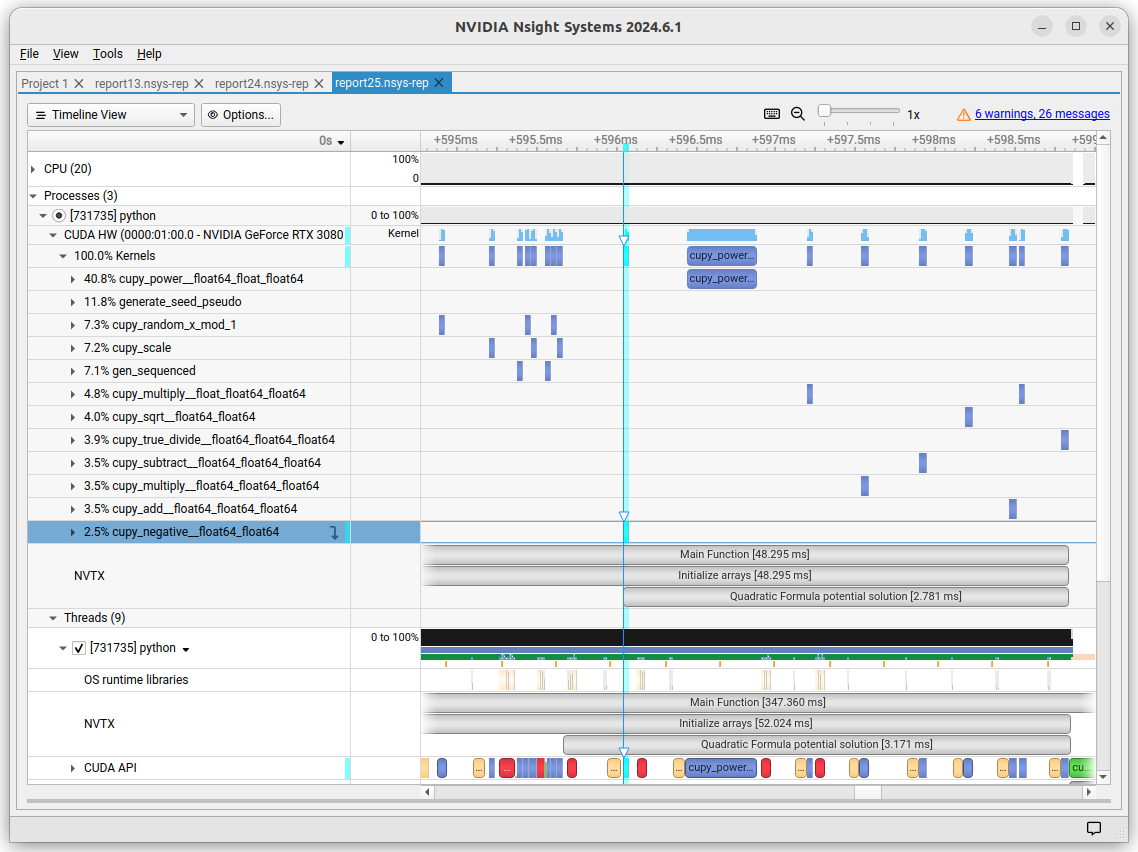 NVIDIA Nsight Systems 2024.6.1
File View Tools Help
Project 1 report13.nsys-rep report24.nsys-rep report25.nsys-rep
Timeline View Options... 1x 6 warnings, 26 messages
0s +595ms +595.5ms +596ms +596.5ms +597ms +597.5ms +598ms +598.5ms +599
CPU (20) 100%
0
Processes (3)
[731735] python 0 to 100%
CUDA HW (0000:01:00.0 - NVIDIA GeForce RTX 3080 Kernel
100.0% Kernels cupy_power...
40.8% cupy_power__float64_float_float64 cupy_power...
11.8% generate_seed_pseudo
7.3% cupy_random_x_mod_1
7.2% cupy_scale
7.1% gen_sequenced
4.8% cupy_multiply__float_float64_float64
4.0% cupy_sqrt__float64_float64
3.9% cupy_true_divide__float64_float64_float64
3.5% cupy_subtract__float64_float64_float64
3.5% cupy_multiply__float64_float64_float64
3.5% cupy_add__float64_float64_float64
2.5% cupy_negative__float64_float64
Main Function [48.295 ms]
NVTX Initialize arrays [48.295 ms]
Quadratic Formula potential solution [2.781 ms]
Threads (9)
[731735] python 0 to 100%
OS runtime libraries
Main Function [347.360 ms]
NVTX Initialize arrays [52.024 ms]
Quadratic Formula potential solution [3.171 ms]
CUDA API ... ... ... ... cupy_power... ... ... ... ... ... cu...